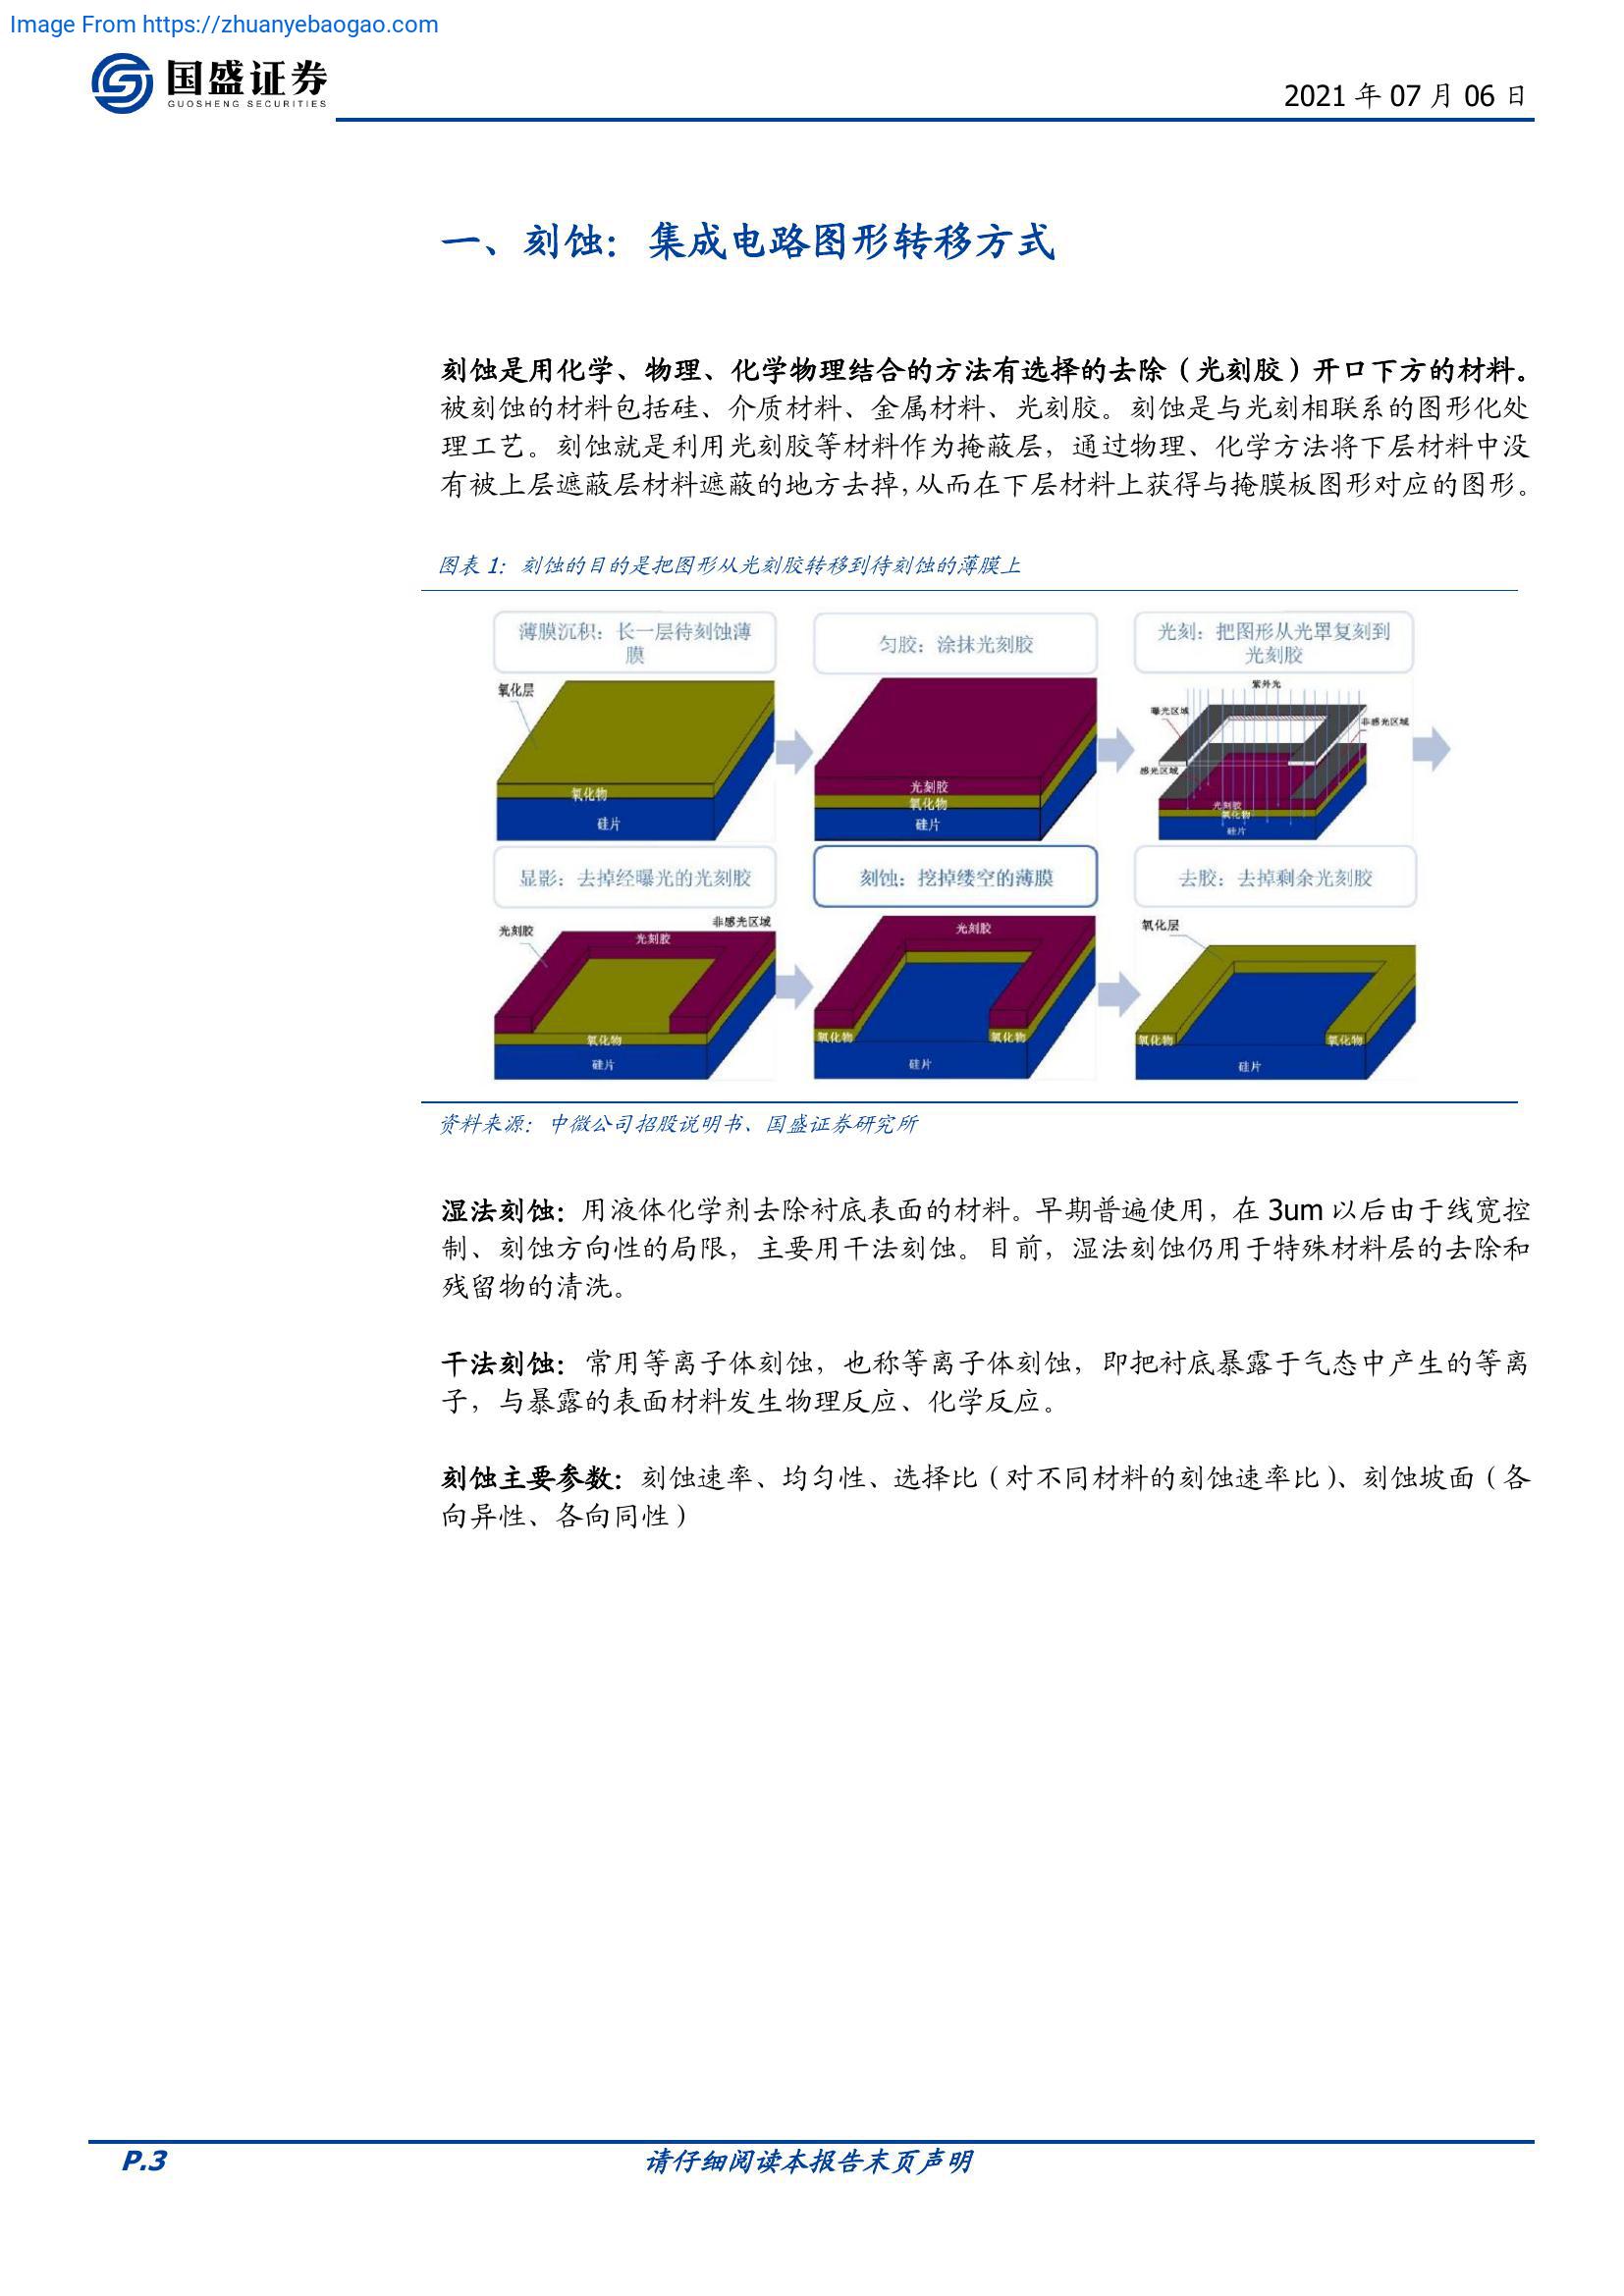 Image From https://zhuanyebaogao.com
国盛证券
GUOSHENG SECURITIES
2021 年 07 月 06 日
一、刻蚀：集成电路图形转移方式
刻蚀是用化学、物理、化学物理结合的方法有选择的去除（光刻胶）开口下方的材料。
被刻蚀的材料包括硅、介质材料、金属材料、光刻胶。刻蚀是与光刻相联系的图形化处
理工艺。刻蚀就是利用光刻胶等材料作为掩蔽层，通过物理、化学方法将下层材料中没
有被上层遮蔽层材料遮蔽的地方去掉，从而在下层材料上获得与掩膜板图形对应的图形。
图表 1：刻蚀的目的是把图形从光刻胶转移到待刻蚀的薄膜上
薄膜沉积：长一层待刻蚀薄
膜
匀胶：涂抹光刻胶
光刻：把图形从光罩复刻到
光刻胶
氧化层
氧化物
硅片
光刻胶
氧化物
硅片
紫外光
曝光区域
非感光区域
感光区域
光刻胶
氧化物
硅片
显影：去掉经曝光的光刻胶
刻蚀：挖掉缕空的薄膜
去胶：去掉剩余光刻胶
光刻胶
光刻胶
非感光区域
氧化物
硅片
光刻胶
氧化物
氧化物
硅片
氧化层
氧化物
氧化物
硅片
资料来源：中微公司招股说明书、国盛证券研究所
湿法刻蚀：用液体化学剂去除衬底表面的材料。早期普遍使用，在 3um 以后由于线宽控
制、刻蚀方向性的局限，主要用干法刻蚀。目前，湿法刻蚀仍用于特殊材料层的去除和
残留物的清洗。
干法刻蚀：常用等离子体刻蚀，也称等离子体刻蚀，即把衬底暴露于气态中产生的等离
子，与暴露的表面材料发生物理反应、化学反应。
刻蚀主要参数：刻蚀速率、均匀性、选择比（对不同材料的刻蚀速率比）、刻蚀坡面（各
向异性、各向同性）
P.3
请仔细阅读本报告末页声明